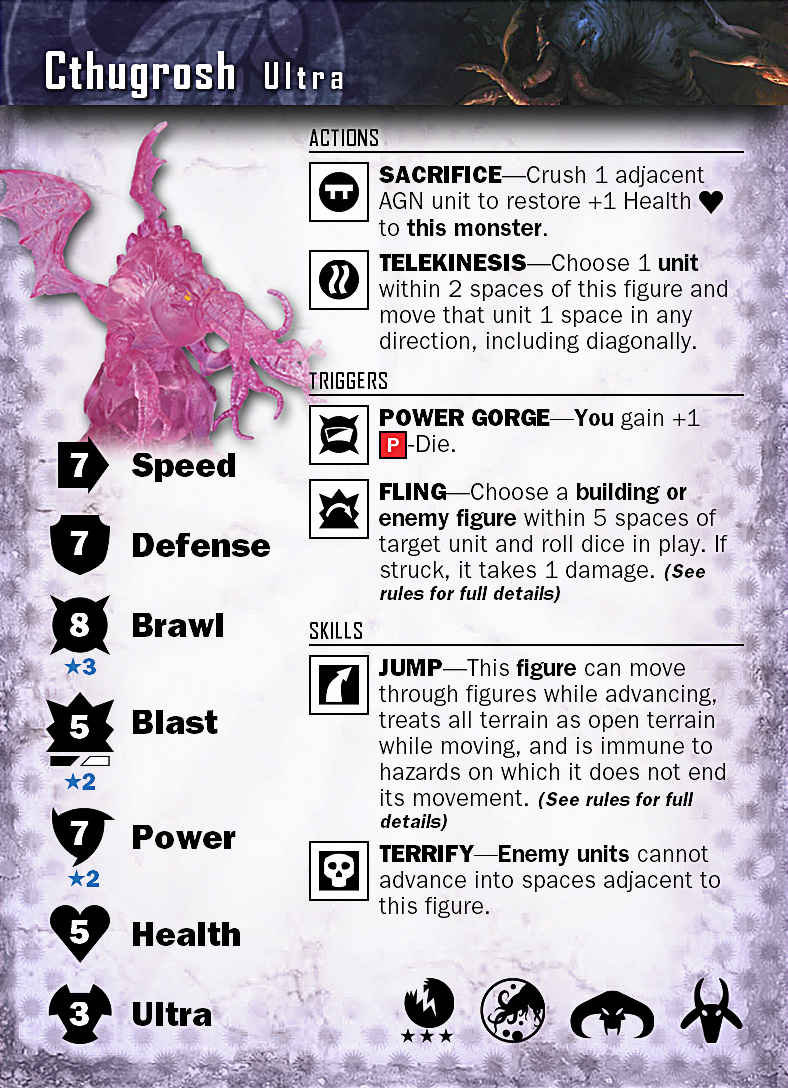 Cthugrosh Ultra
ACTIONS
SACRIFICE—Crush 1 adjacent
AGN unit to restore +1 Health ♥
to this monster.
TELEKINESIS—Choose 1 unit
within 2 spaces of this figure and
move that unit 1 space in any
direction, including diagonally.
TRIGGERS
POWER GORGE—You gain +1
P-Die.
FLING—Choose a building or
enemy figure within 5 spaces of
target unit and roll dice in play. If
struck, it takes 1 damage. (See
rules for full details)
SKILLS
JUMP—This figure can move
through figures while advancing,
treats all terrain as open terrain
while moving, and is immune to
hazards on which it does not end
its movement. (See rules for full
details)
TERRIFY—Enemy units cannot
advance into spaces adjacent to
this figure.
7 Speed
7 Defense
8 Brawl
★3
5 Blast
★2
7 Power
★2
5 Health
3 Ultra
★★★